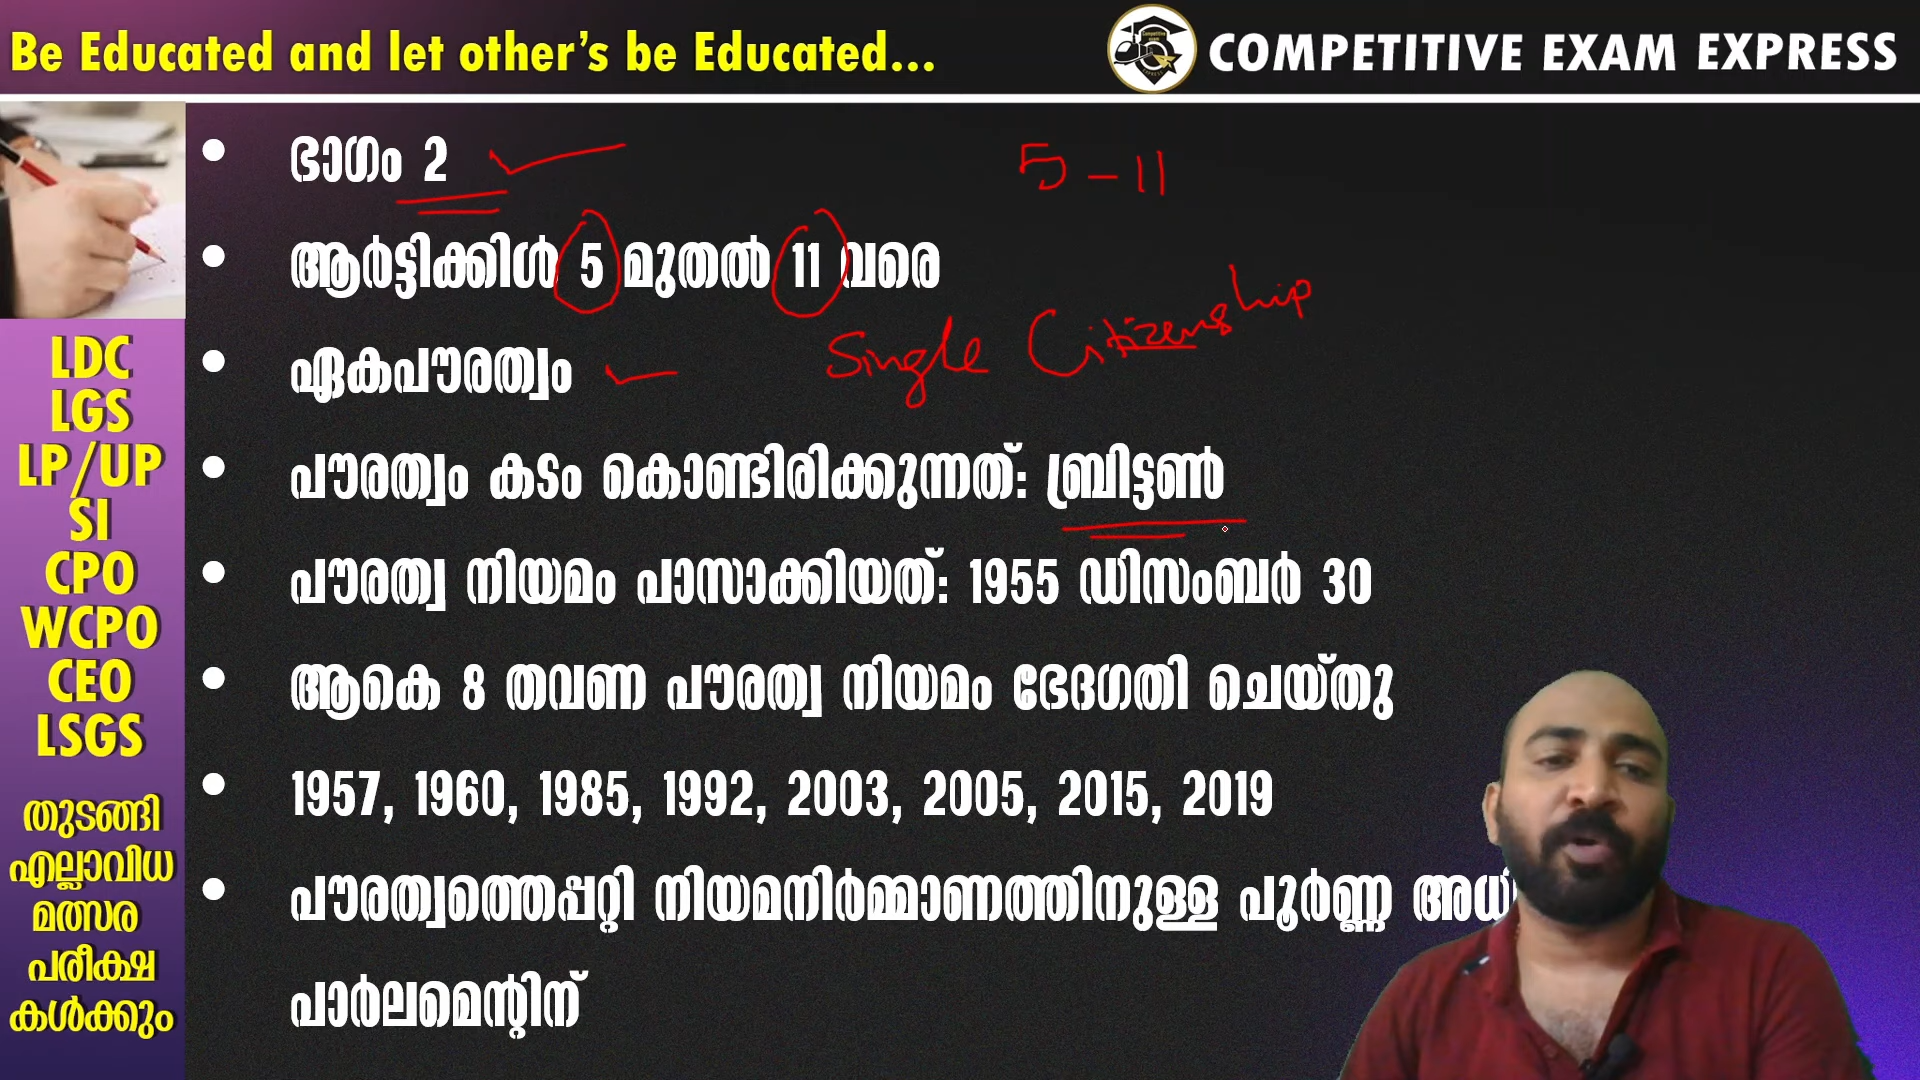 Be Educated and let other’s be Educated...
COMPETITIVE EXAM EXPRESS
ഭാഗം 2
5 - 11
ആർട്ടിക്കിൾ 5 മുതൽ 11 വരെ
ഏകപൗരത്വം
Single Citizenship
പൗരത്വം കടം കൊണ്ടിരിക്കുന്നത്: ബ്രിട്ടൺ
പൗരത്വ നിയമം പാസാക്കിയത്: 1955 ഡിസംബർ 30
ആകെ 8 തവണ പൗരത്വ നിയമം ഭേദഗതി ചെയ്തു
1957, 1960, 1985, 1992, 2003, 2005, 2015, 2019
പൗരത്വത്തെപ്പറ്റി നിയമനിർമ്മാണത്തിനുള്ള പൂർണ്ണ
പാർലമെന്റിന്
LDC
LGS
LP/UP
SI
CPO
WCPO
CEO
LSGS
തുടങ്ങി
എല്ലാവിധ
മത്സര
പരീക്ഷ
കൾക്കും